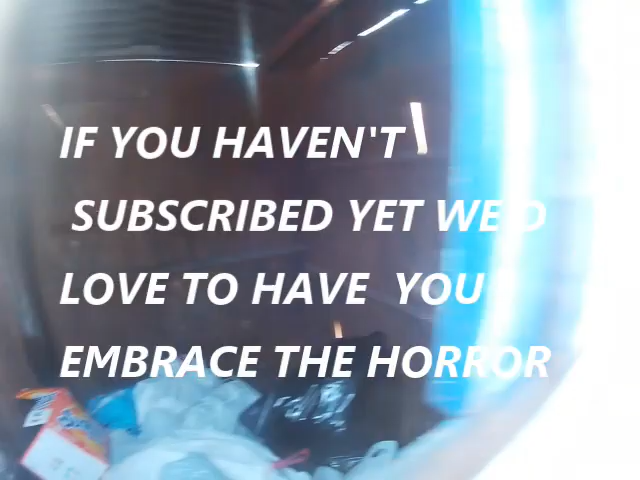 IF YOU HAVEN'T
SUBSCRIBED YET WE'D
LOVE TO HAVE YOU
EMBRACE THE HORROR